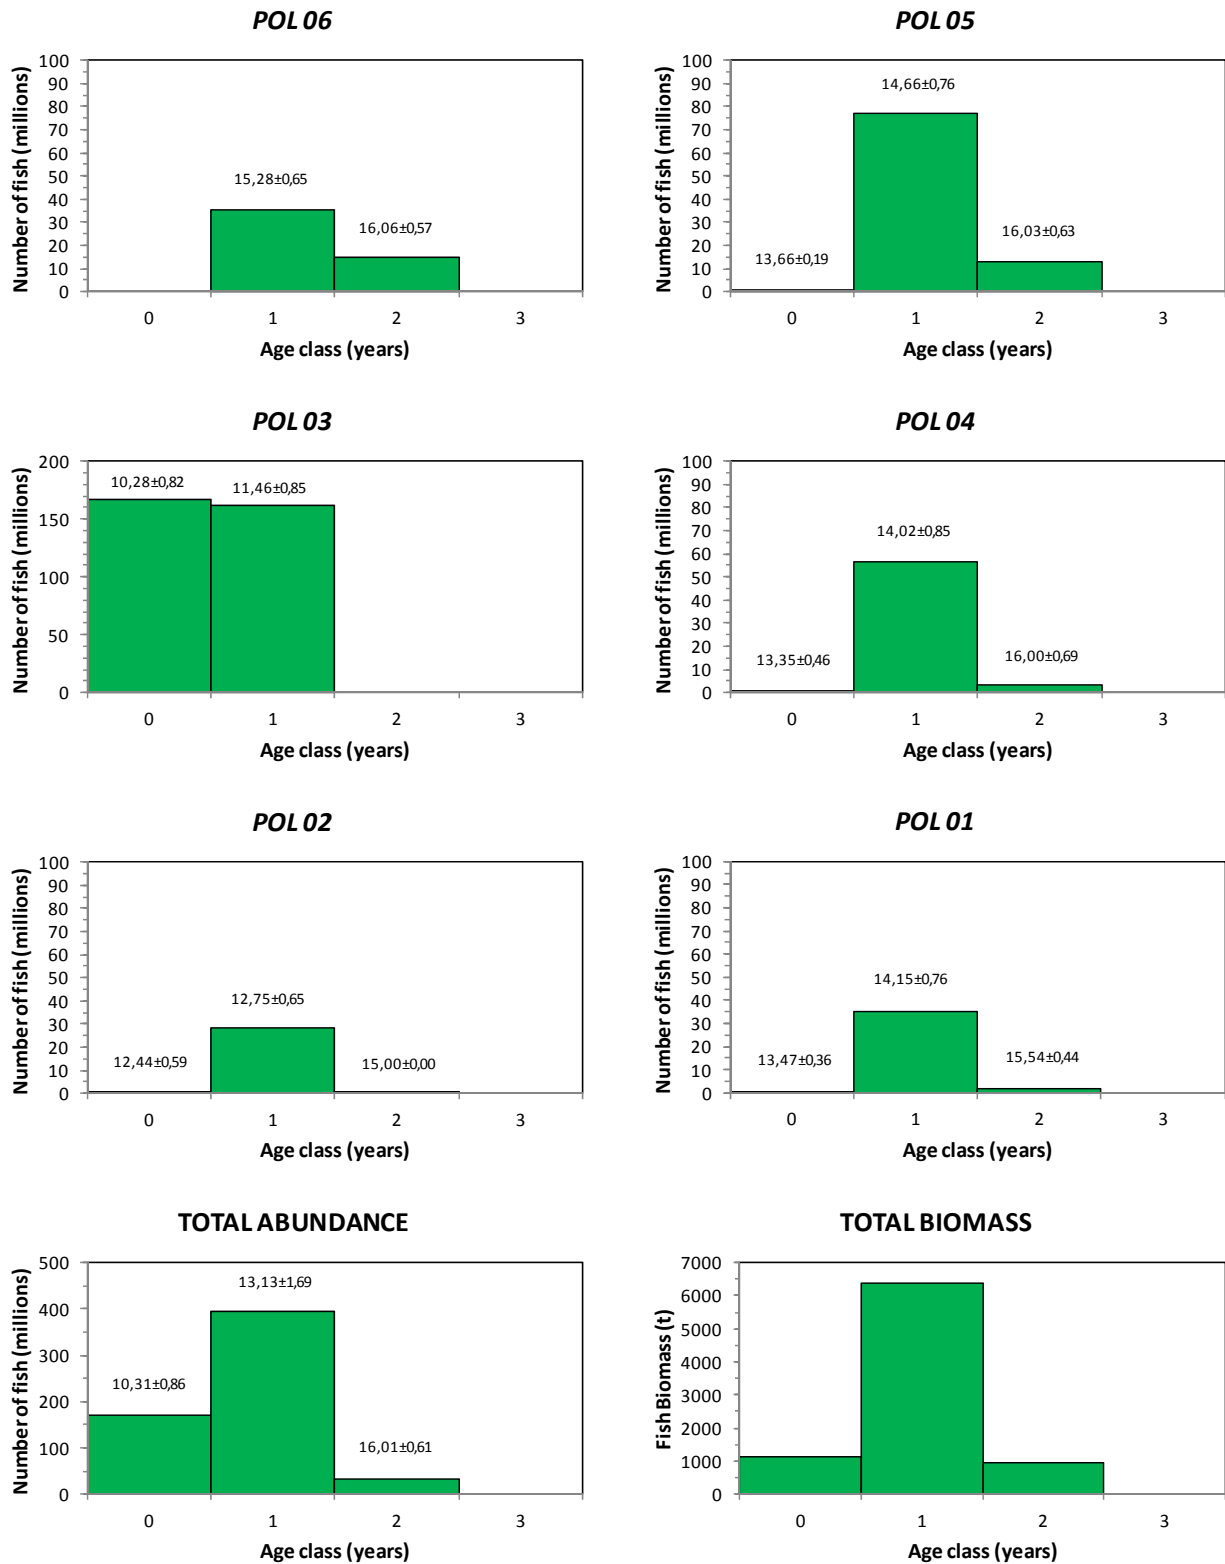 POL 06
Number of fish (millions)
100
90
80
70
60
50
40
30
20
10
0
15,28±0,65
16,06±0,57
0 1 2 3
Age class (years)
POL 05
Number of fish (millions)
100
90
80
70
60
50
40
30
20
10
0
14,66±0,76
16,03±0,63
13,66±0,19
0 1 2 3
Age class (years)
POL 03
Number of fish (millions)
200
150
100
50
0
10,28±0,82
11,46±0,85
0 1 2 3
Age class (years)
POL 04
Number of fish (millions)
100
90
80
70
60
50
40
30
20
10
0
14,02±0,85
13,35±0,46
16,00±0,69
0 1 2 3
Age class (years)
POL 02
Number of fish (millions)
100
90
80
70
60
50
40
30
20
10
0
12,75±0,65
12,44±0,59
15,00±0,00
0 1 2 3
Age class (years)
POL 01
Number of fish (millions)
100
90
80
70
60
50
40
30
20
10
0
14,15±0,76
13,47±0,36
15,54±0,44
0 1 2 3
Age class (years)
TOTAL ABUNDANCE
Number of fish (millions)
500
400
300
200
100
0
13,13±1,69
10,31±0,86
16,01±0,61
0 1 2 3
Age class (years)
TOTAL BIOMASS
Fish Biomass (t)
7000
6000
5000
4000
3000
2000
1000
0
0 1 2 3
Age class (years)